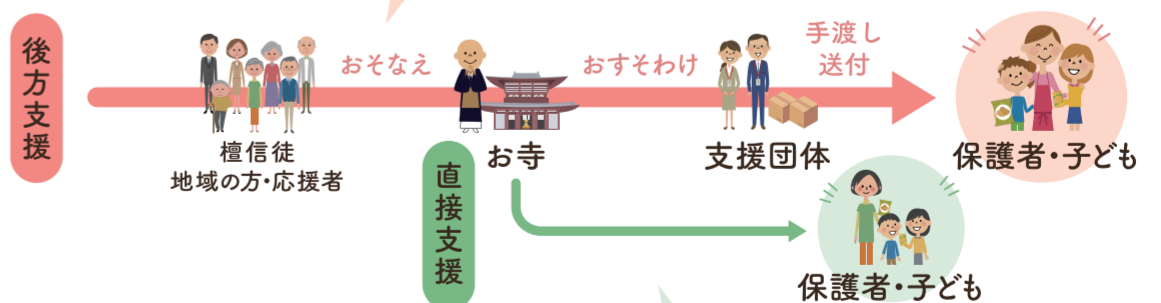 後方支援
おそなえ
おすそわけ
手渡し
送付
檀信徒
地域の方・応援者
お寺
支援団体
保護者・子ども
直接支援
保護者・子ども